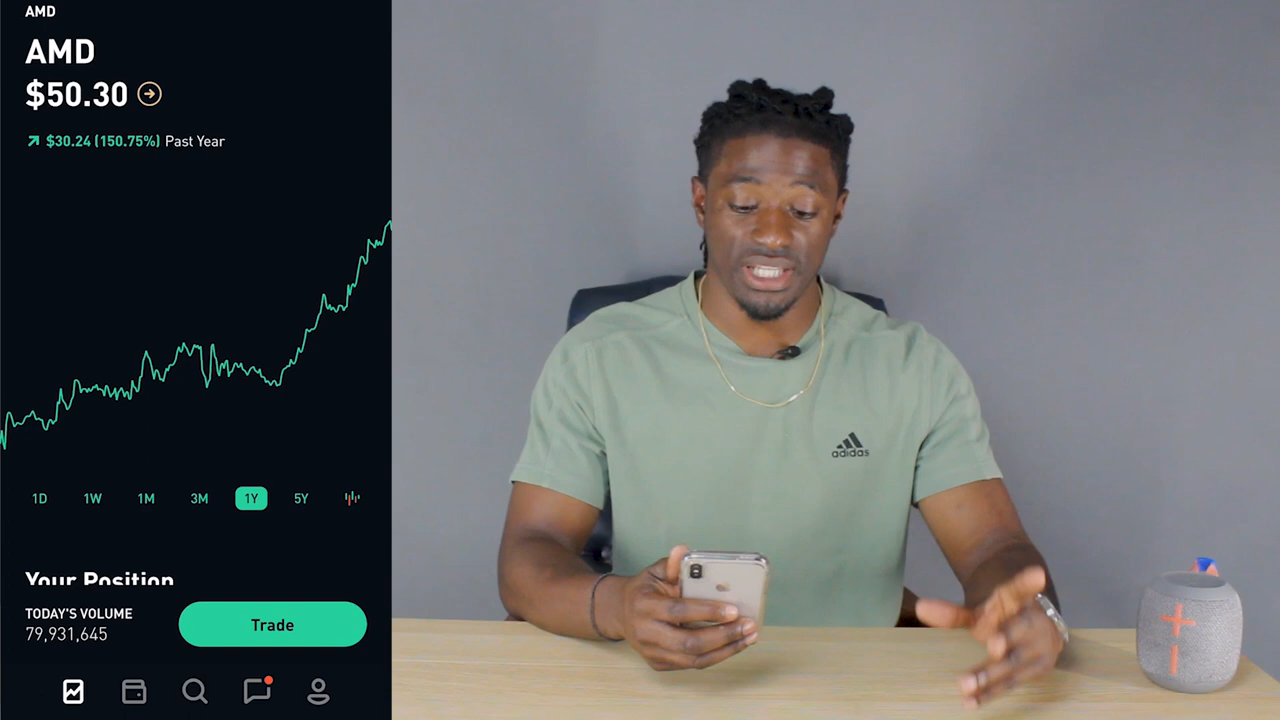 AMD
AMD
$50.30
$30.24 (150.75%) Past Year
1D 1W 1M 3M 1Y 5Y
Your Position
TODAY'S VOLUME
79,931,645
Trade
adidas